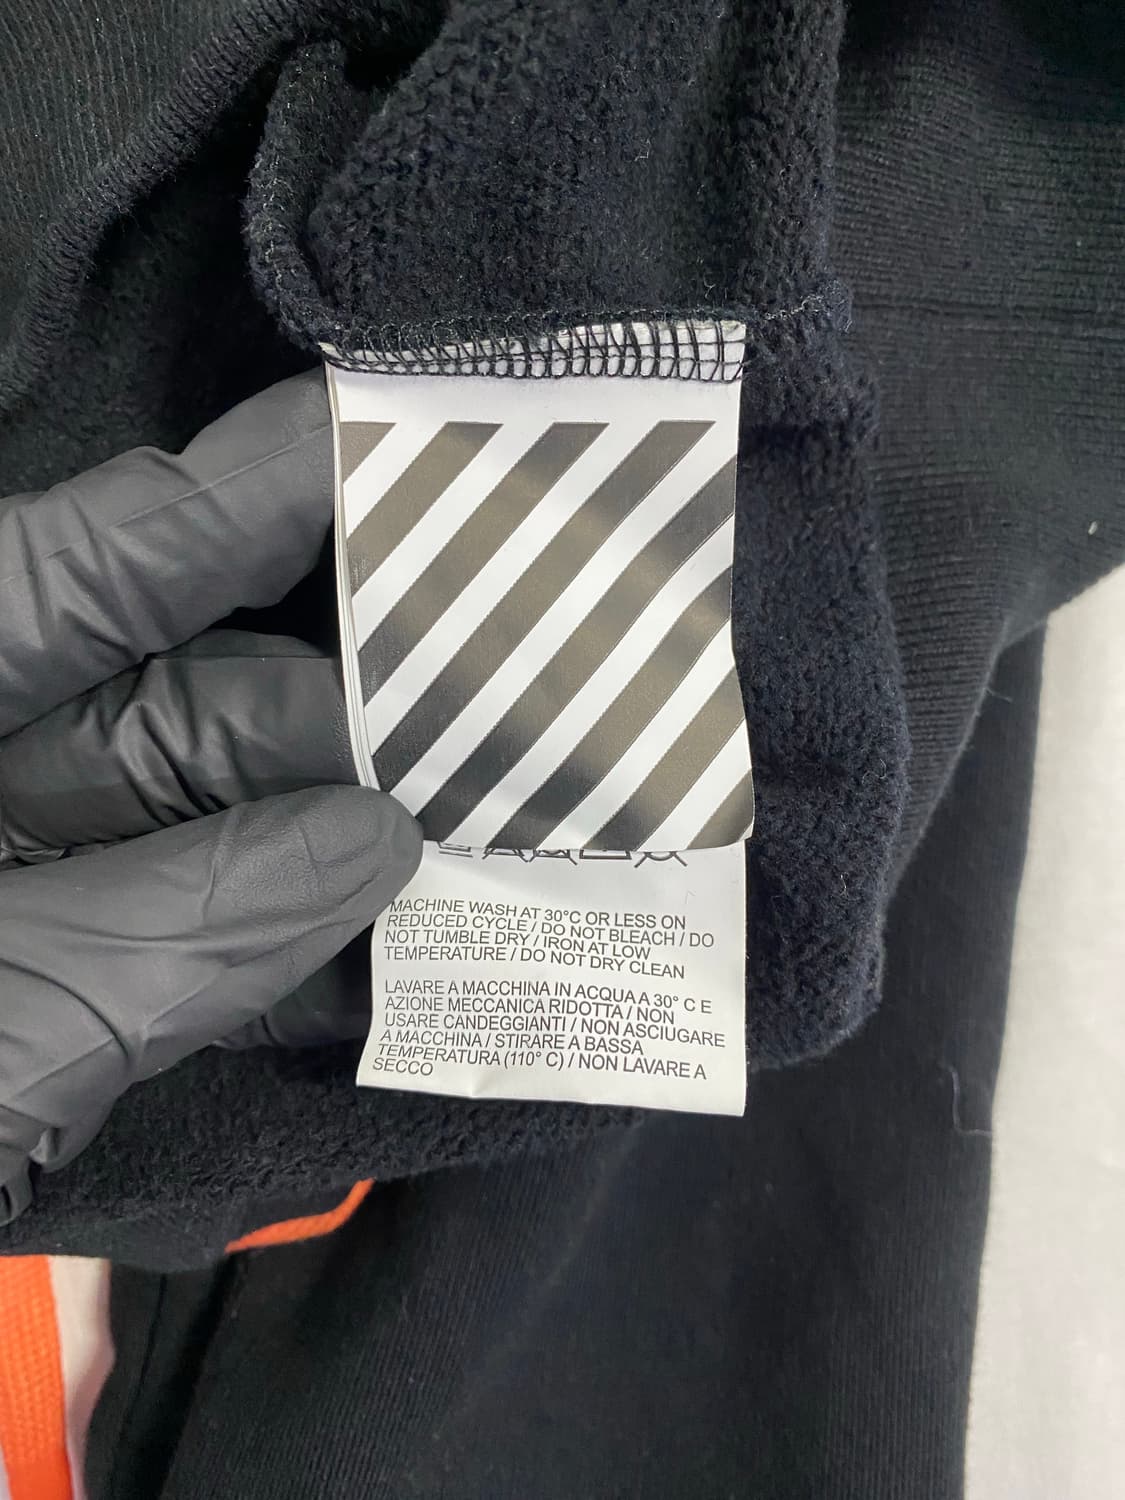 MACHINE WASH AT 30°C OR LESS ON
REDUCED CYCLE / DO NOT BLEACH / DO
NOT TUMBLE DRY / IRON AT LOW
TEMPERATURE / DO NOT DRY CLEAN
LAVARE A MACCHINA IN ACQUA A 30° C E
AZIONE MECCANICA RIDOTTA / NON
USARE CANDEGGIANTI / NON ASCIUGARE
A MACCHINA / STIRARE A BASSA
TEMPERATURA (110° C) / NON LAVARE A
SECCO